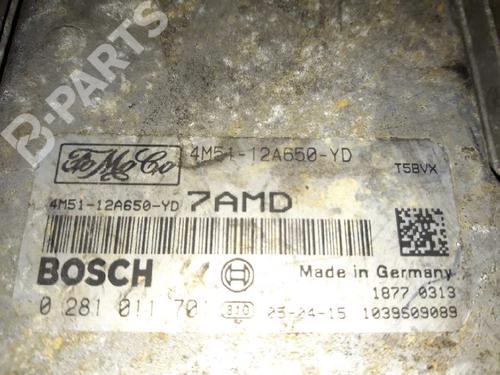 B-PARTS
FoMoCo
4M51-12A650-YD
T5BVX
4M51-12A650-YD 7AMD
BOSCH
Made in Germany
1877 0313
0 281 011 701
05-04-15 1039S09089